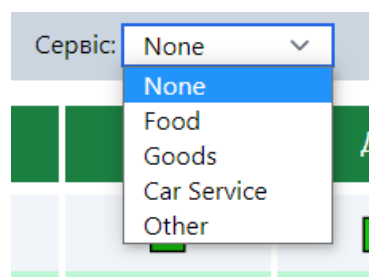 Сервіс: None
None
Food
Goods
Car Service
Other